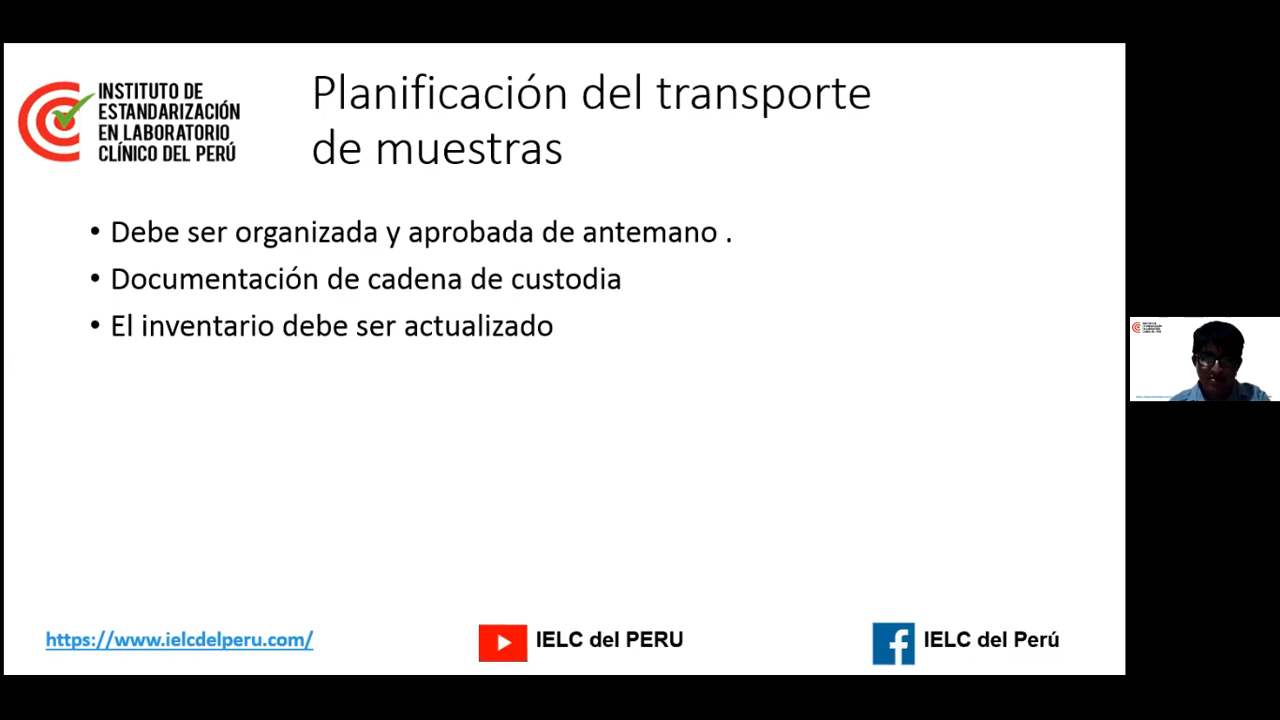 INSTITUTO DE
ESTANDARIZACIÓN
EN LABORATORIO
CLÍNICO DEL PERÚ
Planificación del transporte
de muestras
• Debe ser organizada y aprobada de antemano .
• Documentación de cadena de custodia
• El inventario debe ser actualizado
https://www.ielcdelperu.com/
IELC del PERU
IELC del Perú